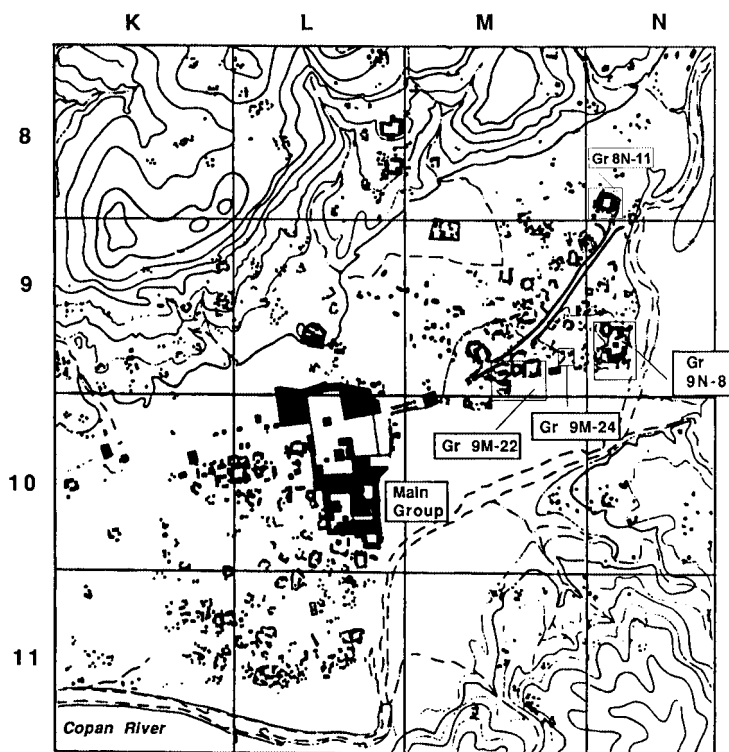 K L M N
8
Gr 8N-11
9
Gr
9N-8
Gr 9M-24
Gr 9M-22
10
Main
Group
11
Copan River